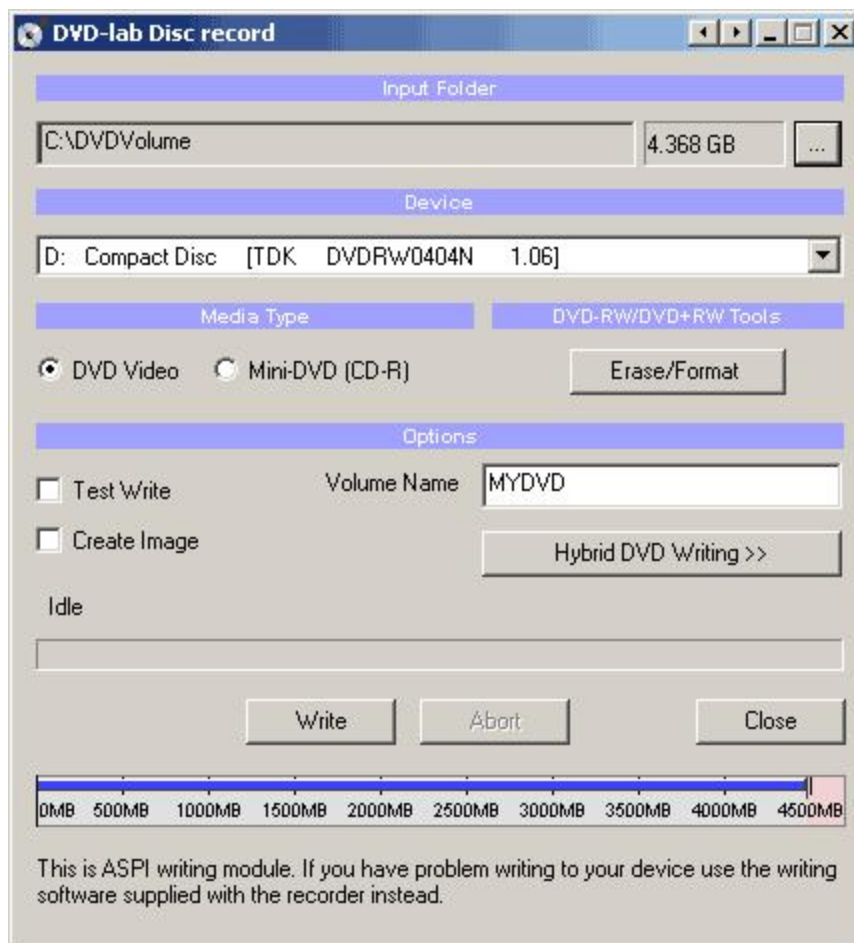 DVD-lab Disc record
Input Folder
C:\DVDVolume 4.368 GB ...
Device
D: Compact Disc [TDK DVDRW0404N 1.06]
Media Type DVD-RW/DVD+RW Tools
DVD Video Mini-DVD (CD-R) Erase/Format
Options
Test Write Volume Name MYDVD
Create Image Hybrid DVD Writing >>
Idle
Write Abort Close
0MB 500MB 1000MB 1500MB 2000MB 2500MB 3000MB 3500MB 4000MB 4500MB
This is ASPI writing module. If you have problem writing to your device use the writing
software supplied with the recorder instead.